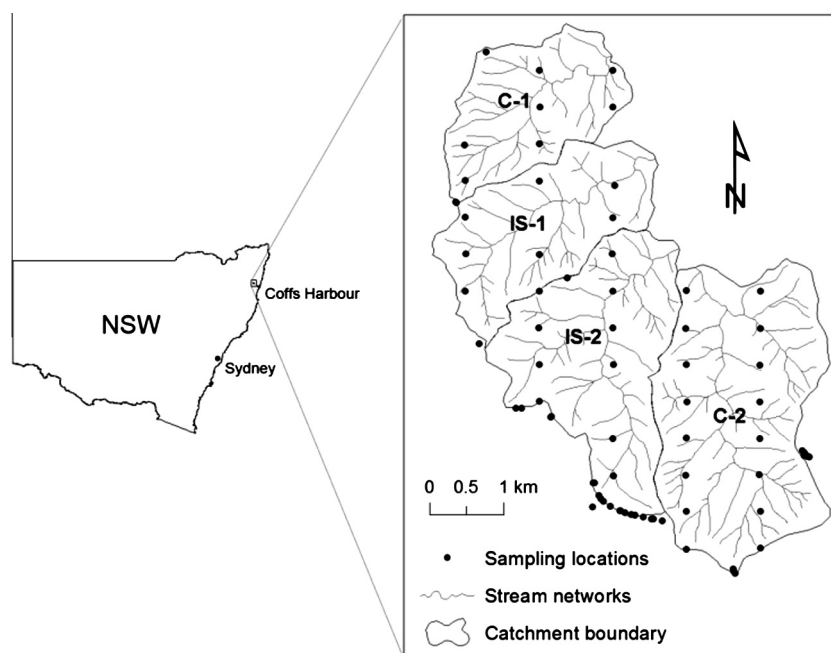 C-1
N
IS-1
Coffs Harbour
NSW
IS-2
Sydney
C-2
0 0.5 1 km
Sampling locations
Stream networks
Catchment boundary